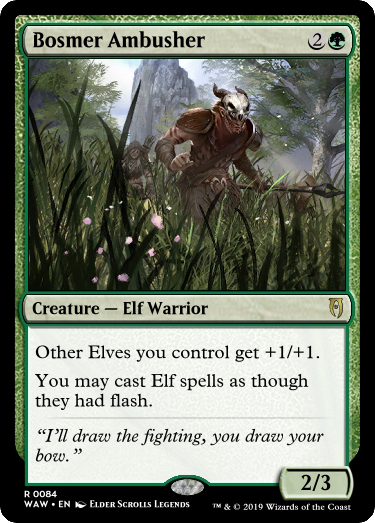 Bosmer Ambusher 2
Creature — Elf Warrior
Other Elves you control get +1/+1.
You may cast Elf spells as though
they had flash.
“I’ll draw the fighting, you draw your
bow.”
2/3
R 0084
WAW • EN Elder Scrolls Legends
™ & © 2019 Wizards of the Coast